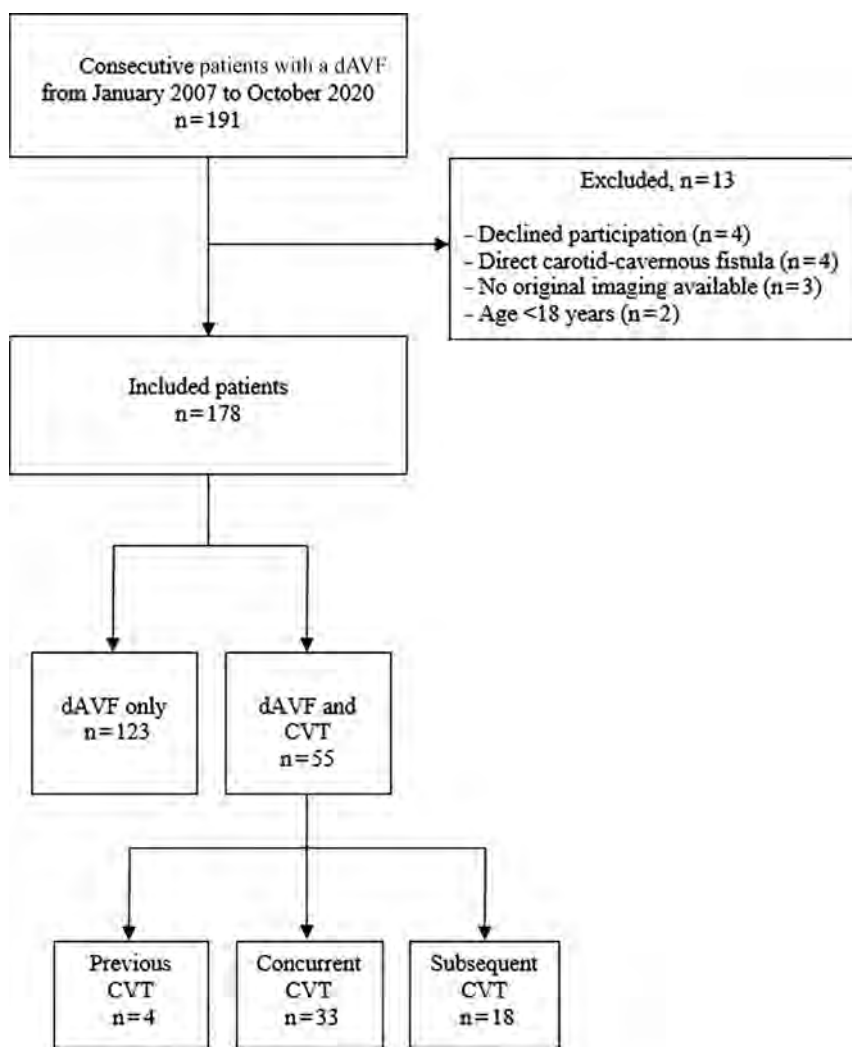 Consecutive patients with a dAVF
from January 2007 to October 2020
n=191
Excluded, n=13
- Declined participation (n=4)
- Direct carotid-cavernous fistula (n=4)
- No original imaging available (n=3)
- Age <18 years (n=2)
Included patients
n=178
dAVF only
n=123
dAVF and
CVT
n=55
Previous
CVT
n=4
Concurrent
CVT
n=33
Subsequent
CVT
n=18